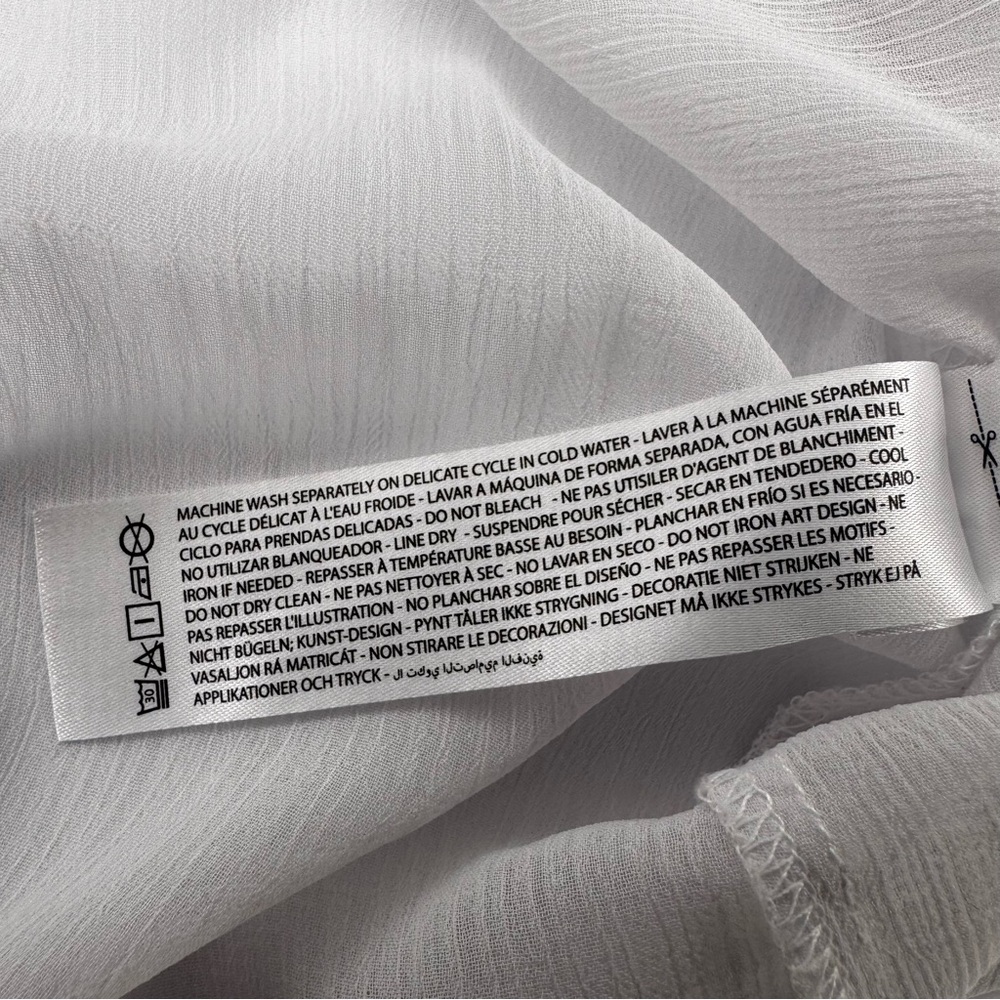 MACHINE WASH SEPARATELY ON DELICATE CYCLE IN COLD WATER - LAVER À LA MACHINE SÉPARÉMENT
AU CYCLE DÉLICAT À L'EAU FROIDE - LAVAR A MÁQUINA DE FORMA SEPARADA, CON AGUA FRÍA EN EL
CICLO PARA PRENDAS DELICADAS - DO NOT BLEACH - NE PAS UTISILER D'AGENT DE BLANCHIMENT -
NO UTILIZAR BLANQUEADOR - LINE DRY - SUSPENDRE POUR SÉCHER - SECAR EN TENDEDERO - COOL
IRON IF NEEDED - REPASSER À TEMPÉRATURE BASSE AU BESOIN - PLANCHAR EN FRÍO SI ES NECESARIO -
DO NOT DRY CLEAN - NE PAS NETTOYER À SEC - NO LAVAR EN SECO - DO NOT IRON ART DESIGN - NE
PAS REPASSER L'ILLUSTRATION - NO PLANCHAR SOBRE EL DISEÑO - NE PAS REPASSER LES MOTIFS -
NICHT BÜGELN; KUNST-DESIGN - PYNT TÅLER IKKE STRYGNING - DECORATIE NIET STRIJKEN - NE
VASALJON RÁ MATRICÁT - NON STIRARE LE DECORAZIONI - DESIGNET MÅ IKKE STRYKES - STRYK EJ PÅ
APPLIKATIONER OCH TRYCK - لا تكوي التصاميم الفنية
30